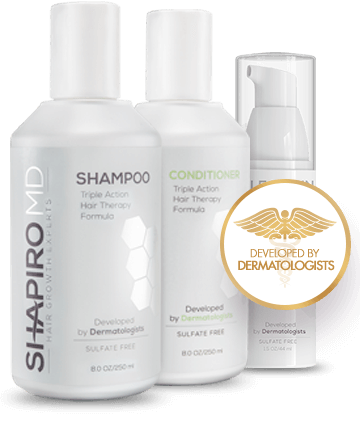 SHAPIRO MD
HAIR GROWTH EXPERTS
SHAMPOO
Triple Action
Hair Therapy
Formula
Developed
by Dermatologists
SULFATE FREE
8.0 OZ/250 ml
CONDITIONER
Triple Action
Hair Therapy
Formula
Developed
by Dermatologists
SULFATE FREE
8.0 OZ/250 ml
DEVELOPED BY
DERMATOLOGISTS
Developed
by Dermatologists
SULFATE FREE